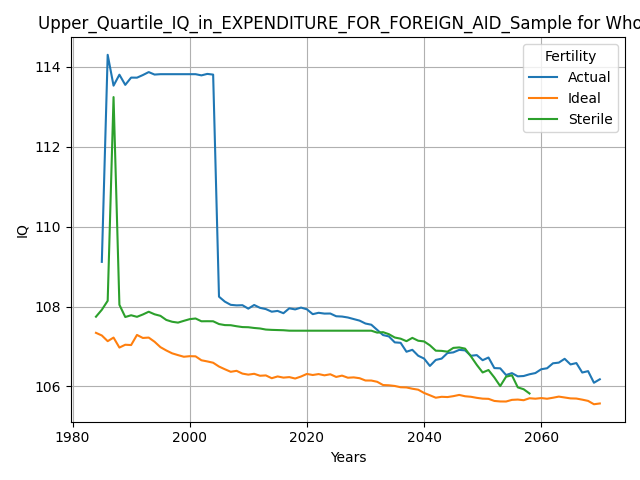 Upper_Quartile_IQ_in_EXPENDITURE_FOR_FOREIGN_AID_Sample for Who
Fertility
Actual
Ideal
Sterile
IQ
114
112
110
108
106
1980
2000
2020
2040
2060
Years